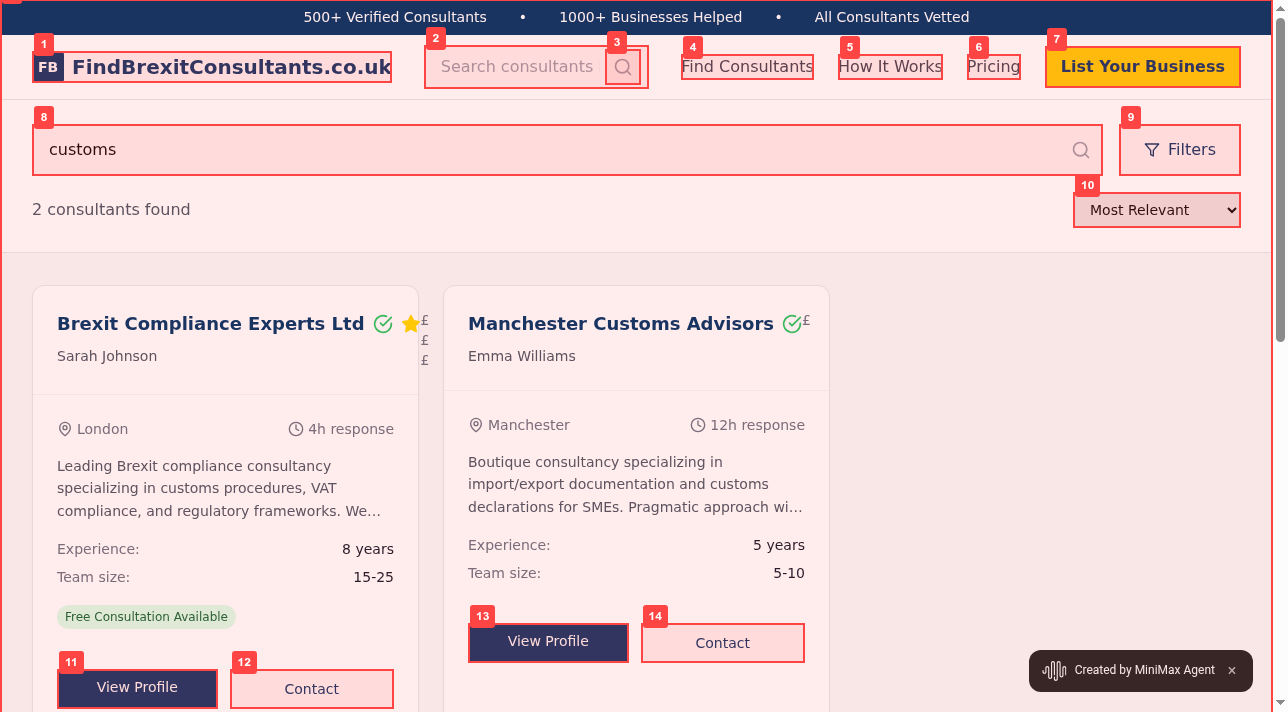 500+ Verified Consultants • 1000+ Businesses Helped • All Consultants Vetted
1 2 3 4 5 6 7
FB FindBrexitConsultants.co.uk Search consultants Find Consultants How It Works Pricing List Your Business
8 9
customs Filters
10
2 consultants found Most Relevant
Brexit Compliance Experts Ltd £
£
£
Sarah Johnson
London 4h response
Leading Brexit compliance consultancy
specializing in customs procedures, VAT
compliance, and regulatory frameworks. We...
Experience: 8 years
Team size: 15-25
Free Consultation Available
11 12
View Profile Contact
Manchester Customs Advisors £
Emma Williams
Manchester 12h response
Boutique consultancy specializing in
import/export documentation and customs
declarations for SMEs. Pragmatic approach wi...
Experience: 5 years
Team size: 5-10
13 14
View Profile Contact
Created by MiniMax Agent ×